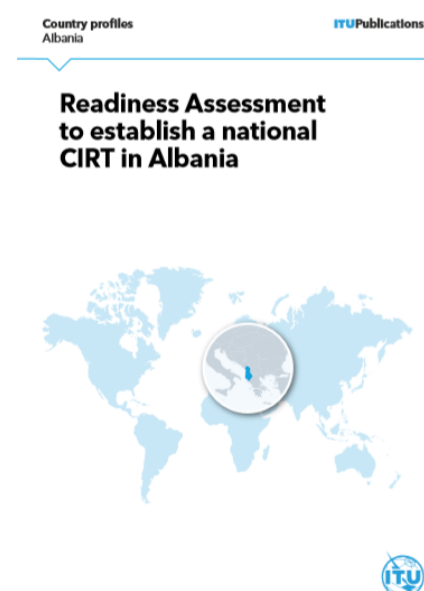 Country profiles
Albania
ITUPublications
Readiness Assessment
to establish a national
CIRT in Albania
ITU